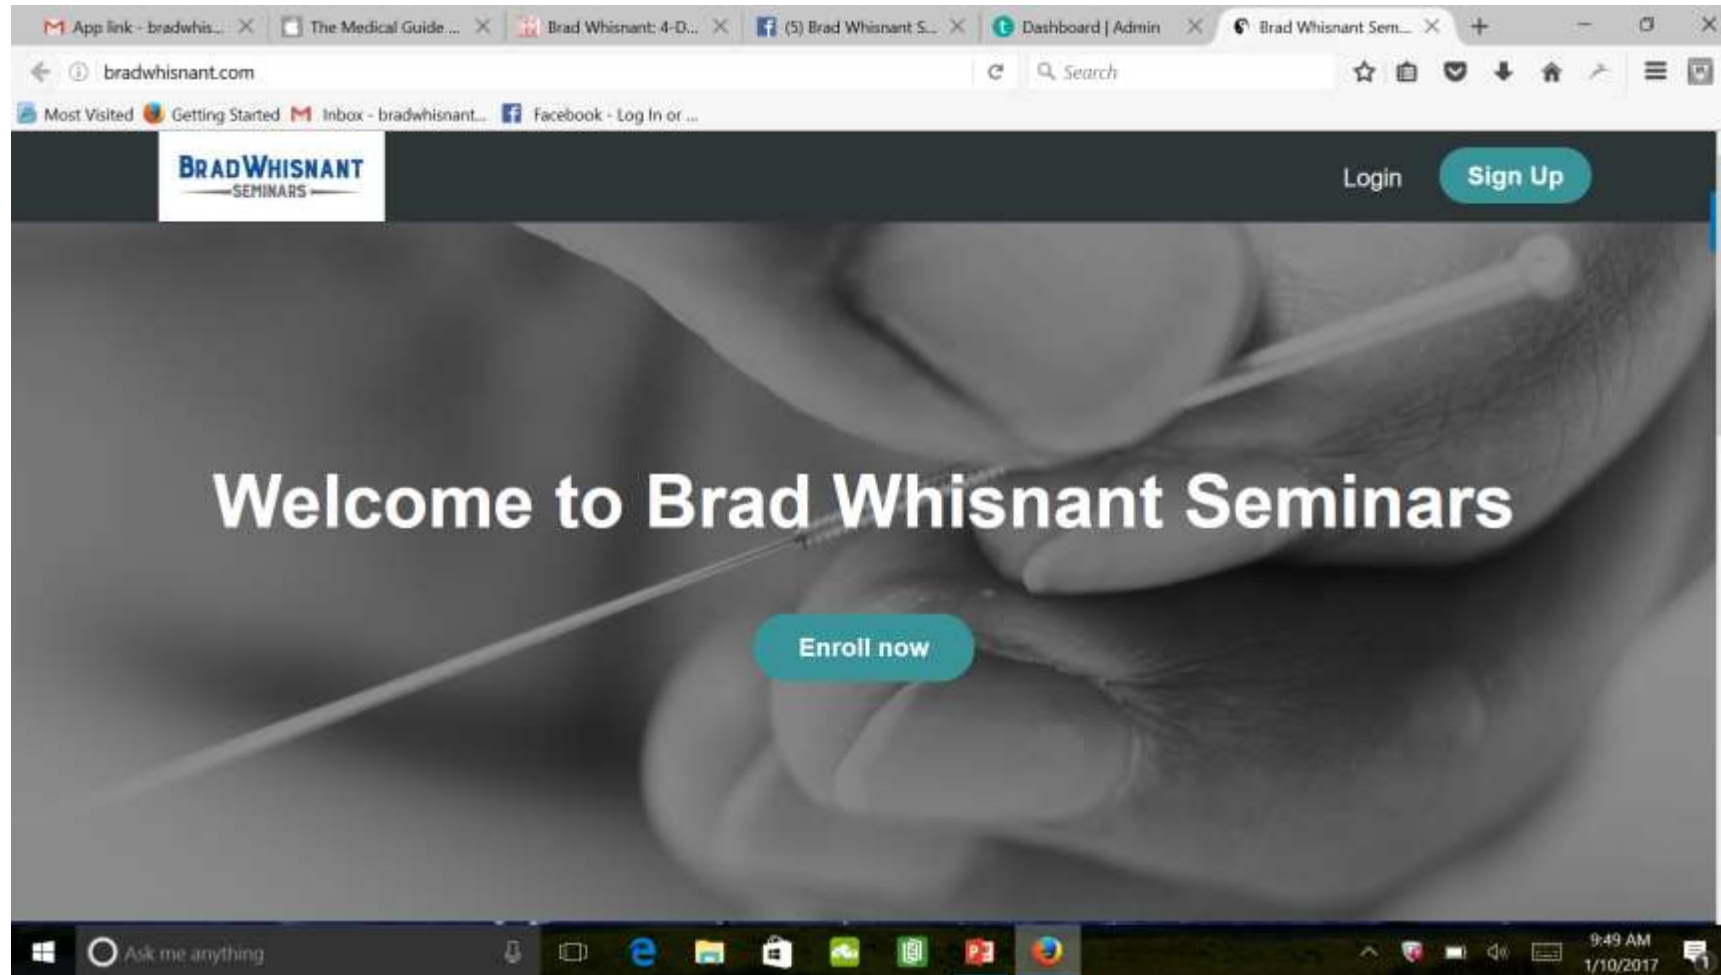 App link - bradwhis...
The Medical Guide ...
Brad Whisnant: 4-D...
(5) Brad Whisnant S...
Dashboard | Admin
Brad Whisnant Sem...
bradwhisnant.com
Search
Most Visited
Getting Started
Inbox - bradwhisnant...
Facebook - Log In or ...
BRAD WHISNANT
SEMINARS
Login
Sign Up
Welcome to Brad Whisnant Seminars
Enroll now
Ask me anything
9:49 AM
1/10/2017